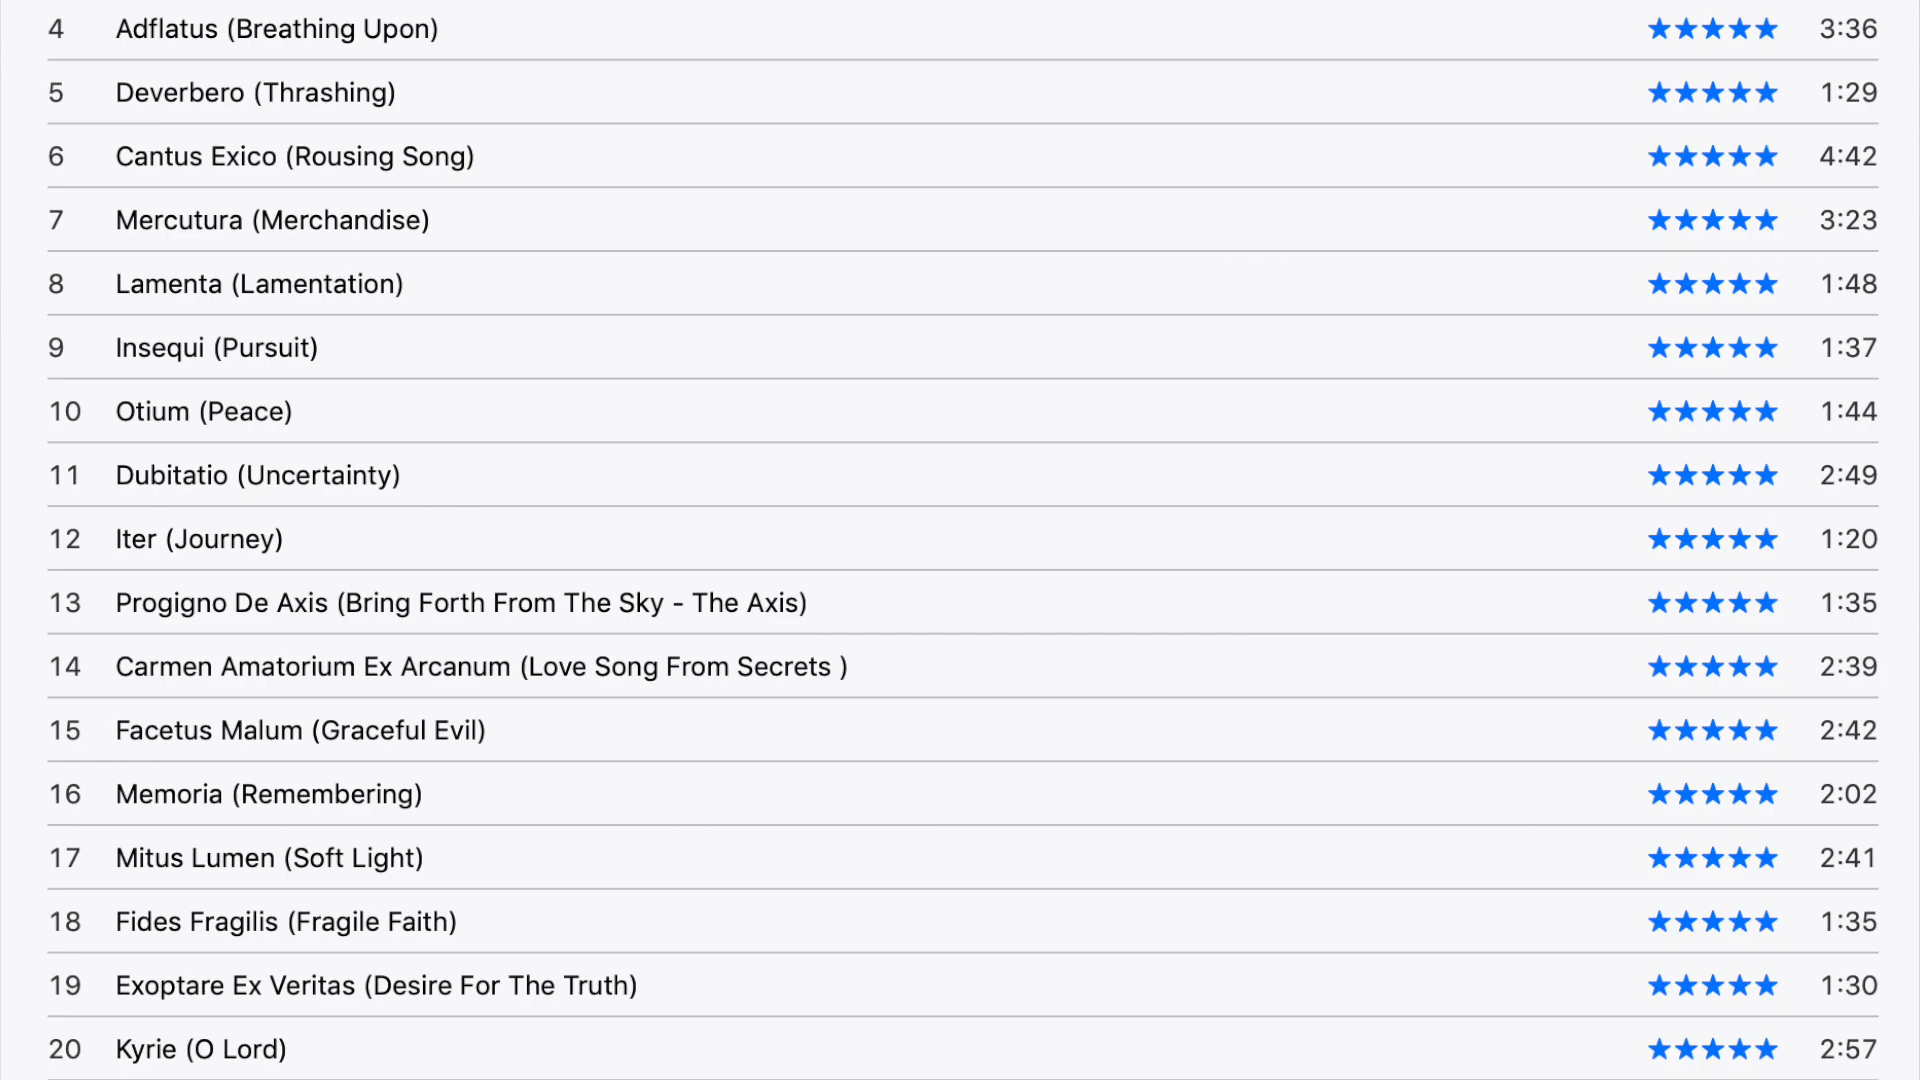 4 Adflatus (Breathing Upon) ★★★★★ 3:36
5 Deverbero (Thrashing) ★★★★★ 1:29
6 Cantus Exico (Rousing Song) ★★★★★ 4:42
7 Mercutura (Merchandise) ★★★★★ 3:23
8 Lamenta (Lamentation) ★★★★★ 1:48
9 Insequi (Pursuit) ★★★★★ 1:37
10 Otium (Peace) ★★★★★ 1:44
11 Dubitatio (Uncertainty) ★★★★★ 2:49
12 Iter (Journey) ★★★★★ 1:20
13 Progigno De Axis (Bring Forth From The Sky - The Axis) ★★★★★ 1:35
14 Carmen Amatorium Ex Arcanum (Love Song From Secrets ) ★★★★★ 2:39
15 Facetus Malum (Graceful Evil) ★★★★★ 2:42
16 Memoria (Remembering) ★★★★★ 2:02
17 Mitus Lumen (Soft Light) ★★★★★ 2:41
18 Fides Fragilis (Fragile Faith) ★★★★★ 1:35
19 Exoptare Ex Veritas (Desire For The Truth) ★★★★★ 1:30
20 Kyrie (O Lord) ★★★★★ 2:57